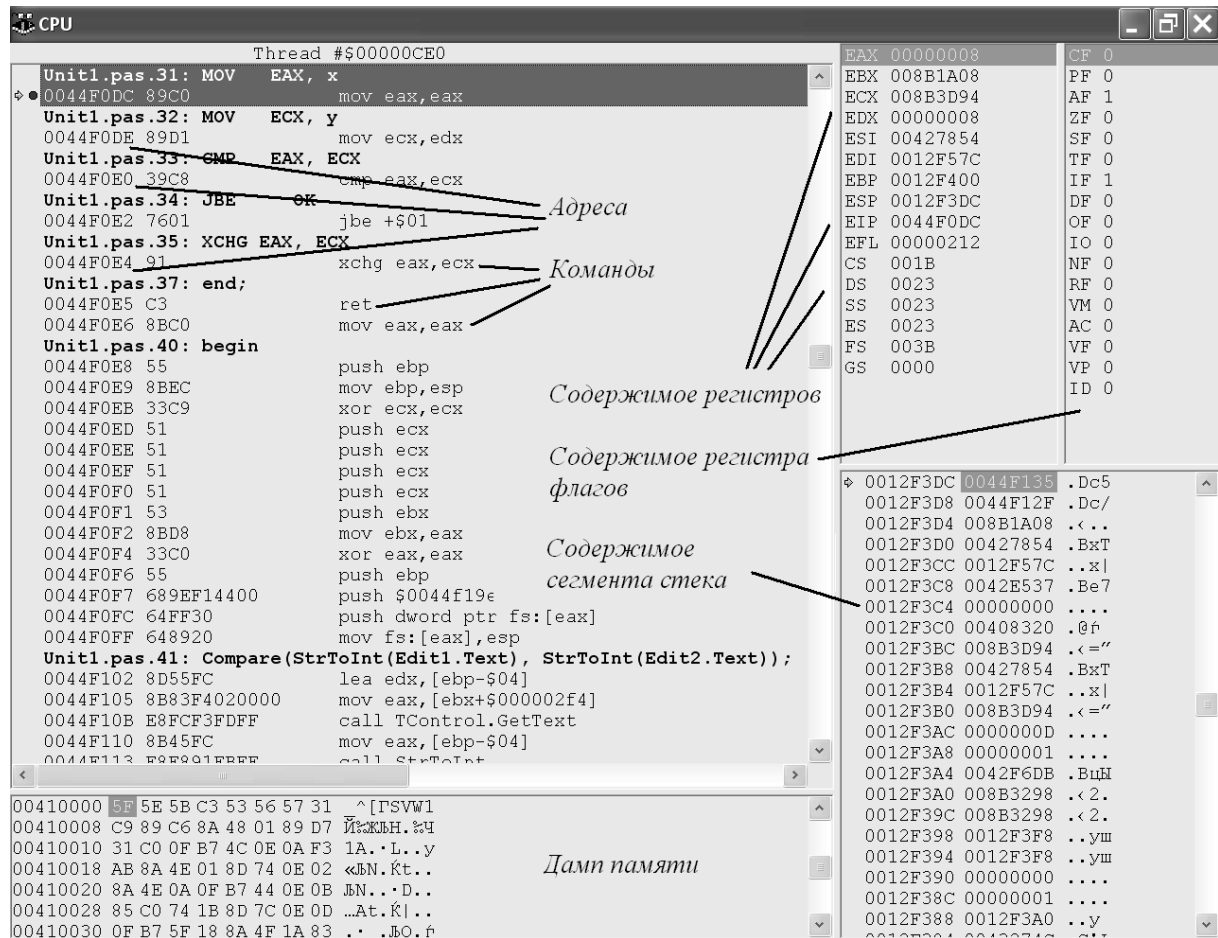 CPU
Thread #$00000CE0
Unit1.pas.31: MOV EAX, x
0044F0DC 89C0 mov eax,eax
Unit1.pas.32: MOV ECX, y
0044F0DE 89D1 mov ecx,edx
Unit1.pas.33: CMP EAX, ECX
0044F0E0 39C8 cmp eax,ecx
Unit1.pas.34: JBE OK
0044F0E2 7601 jbe +$01
Unit1.pas.35: XCHG EAX, ECX
0044F0E4 91 xchg eax,ecx
Unit1.pas.37: end;
0044F0E5 C3 ret
0044F0E6 8BC0 mov eax,eax
Unit1.pas.40: begin
0044F0E8 55 push ebp
0044F0E9 8BEC mov ebp,esp
0044F0EB 33C9 xor ecx,ecx
0044F0ED 51 push ecx
0044F0EE 51 push ecx
0044F0EF 51 push ecx
0044F0F0 51 push ecx
0044F0F1 53 push ebx
0044F0F2 8BD8 mov ebx,eax
0044F0F4 33C0 xor eax,eax
0044F0F6 55 push ebp
0044F0F7 689EF14400 push $0044f19e
0044F0FC 64FF30 push dword ptr fs:[eax]
0044F0FF 648920 mov fs:[eax],esp
Unit1.pas.41: Compare(StrToInt(Edit1.Text), StrToInt(Edit2.Text));
0044F102 8D55FC lea edx,[ebp-$04]
0044F105 8B83F4020000 mov eax,[ebx+$000002f4]
0044F10B E8FCF3FDFF call TControl.GetText
0044F110 8B45FC mov eax,[ebp-$04]
0044F113 call StrToInt
Адреса
Команды
Содержимое регистров
Содержимое регистра
флагов
Содержимое
сегмента стека
EAX 00000008
EBX 008B1A08
ECX 008B3D94
EDX 00000008
ESI 00427854
EDI 0012F57C
EBP 0012F400
ESP 0012F3DC
EIP 0044F0DC
EFL 00000212
CS 001B
DS 0023
SS 0023
ES 0023
FS 003B
GS 0000
CF 0
PF 0
AF 1
ZF 0
SF 0
TF 0
IF 1
DF 0
OF 0
IO 0
NF 0
RF 0
VM 0
AC 0
VF 0
VP 0
ID 0
0012F3DC 0044F135 .Dc5
0012F3D8 0044F12F .Dc/
0012F3D4 008B1A08 .‹..
0012F3D0 00427854 .BxT
0012F3CC 0012F57C ..x|
0012F3C8 0042E537 .Be7
0012F3C4 00000000 ....
0012F3C0 00408320 .@ѓ
0012F3BC 008B3D94 .‹=”
0012F3B8 00427854 .BxT
0012F3B4 0012F57C ..x|
0012F3B0 008B3D94 .‹=”
0012F3AC 0000000D ....
0012F3A8 00000001 ....
0012F3A4 0042F6DB .BцЫ
0012F3A0 008B3298 .‹2.
0012F39C 008B3298 .‹2.
0012F398 0012F3F8 ..уш
0012F394 0012F3F8 ..уш
0012F390 00000000 ....
0012F38C 00000001 ....
0012F388 0012F3A0 ..у
00410000 5F 5E 5B C3 53 56 57 31 _^[ГSVW1
00410008 C9 89 C6 8A 48 01 89 D7 Й‰ЖЉH.‰Ч
00410010 31 C0 0F B7 4C 0E 0A F3 1А.·L..у
00410018 AB 8A 4E 01 8D 74 0E 02 «ЉN.Ќt..
00410020 8A 4E 0A 0F B7 44 0E 0B ЉN..·D..
00410028 85 C0 74 1B 8D 7C 0E 0D …Аt.Ќ|..
00410030 0F B7 5F 18 8A 4F 1A 83
Дамп памяти